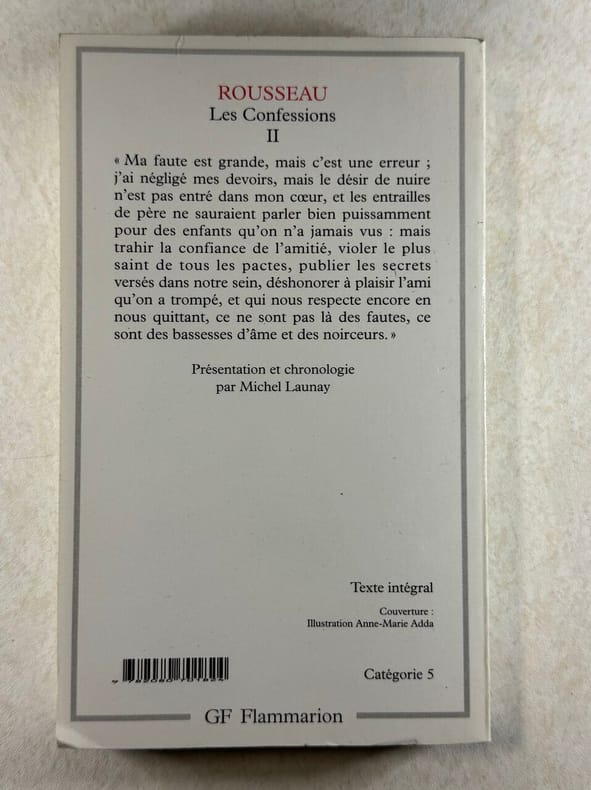 ROUSSEAU
Les Confessions
II
« Ma faute est grande, mais c'est une erreur ;
j'ai négligé mes devoirs, mais le désir de nuire
n'est pas entré dans mon cœur, et les entrailles
de père ne sauraient parler bien puissamment
pour des enfants qu'on n'a jamais vus : mais
trahir la confiance de l'amitié, violer le plus
saint de tous les pactes, publier les secrets
versés dans notre sein, déshonorer à plaisir l'ami
qu'on a trompé, et qui nous respecte encore en
nous quittant, ce ne sont pas là des fautes, ce
sont des bassesses d'âme et des noirceurs. »
Présentation et chronologie
par Michel Launay
Texte intégral
Couverture :
Illustration Anne-Marie Adda
Catégorie 5
GF Flammarion